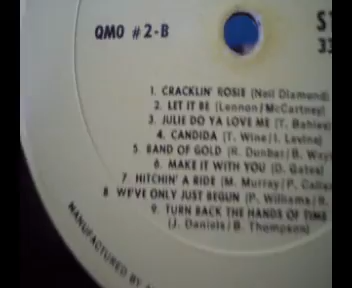 QMO #2-B
ST
33
1. CRACKLIN' ROSIE (Neil Diamond)
2. LET IT BE (Lennon/McCartney)
3. JULIE DO YA LOVE ME (T. Bahler
4. CANDIDA (T. Wine/I. Levine)
5. BAND OF GOLD (R. Dunbar/B. Way
6. MAKE IT WITH YOU (D. Gates)
7. HITCHIN' A RIDE (M. Murray/P. Calla
8. WE'VE ONLY JUST BEGUN (P. Williams/R.
9. TURN BACK THE HANDS OF TIME
(J. Daniels/B. Thompson)
MANUFACTURED BY